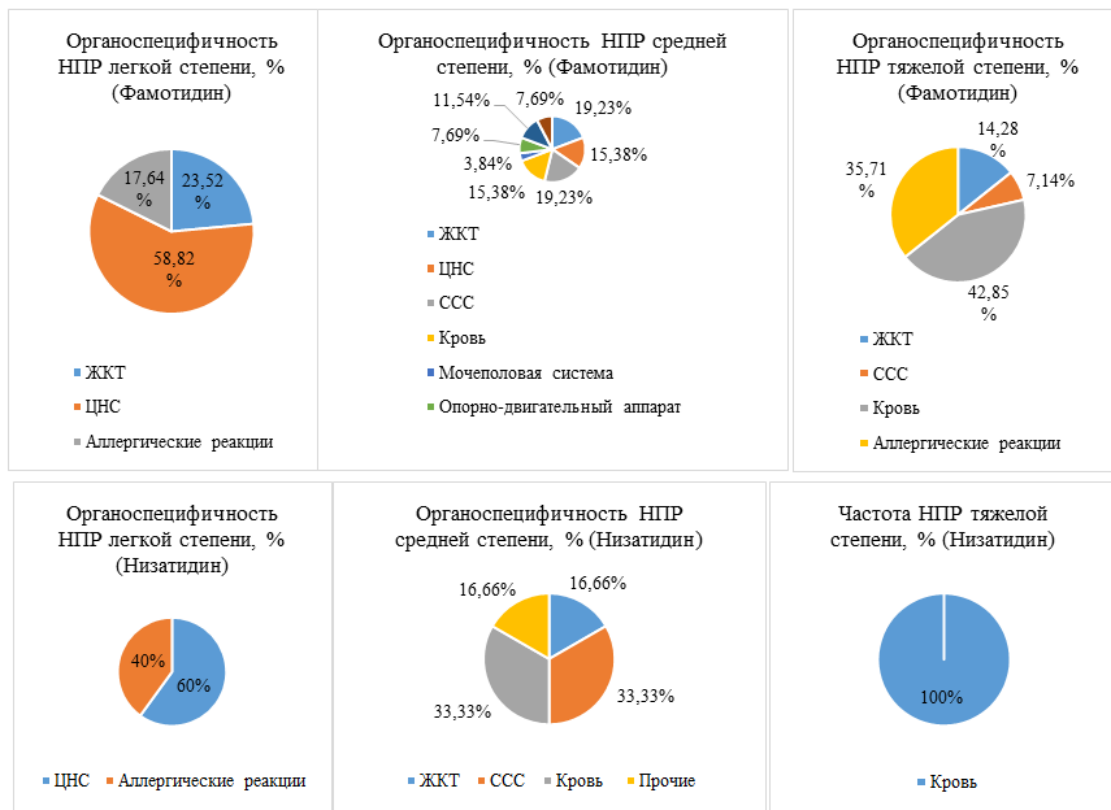 Органоспецифичность
НПР легкой степени, %
(Фамотидин)
17,64
%
23,52
%
58,82
%
ЖКТ
ЦНС
Аллергические реакции
Органоспецифичность НПР средней
степени, % (Фамотидин)
11,54%
7,69%
19,23%
7,69%
15,38%
3,84%
15,38%
19,23%
ЖКТ
ЦНС
ССС
Кровь
Мочеполовая система
Опорно-двигательный аппарат
Органоспецифичность
НПР тяжелой степени, %
(Фамотидин)
14,28
%
35,71
%
7,14%
42,85
%
ЖКТ
ССС
Кровь
Аллергические реакции
Органоспецифичность
НПР легкой степени, %
(Низатидин)
40%
60%
ЦНС Аллергические реакции
Органоспецифичность НПР
средней степени, % (Низатидин)
16,66% 16,66%
33,33% 33,33%
ЖКТ ССС Кровь Прочие
Частота НПР тяжелой
степени, % (Низатидин)
100%
Кровь